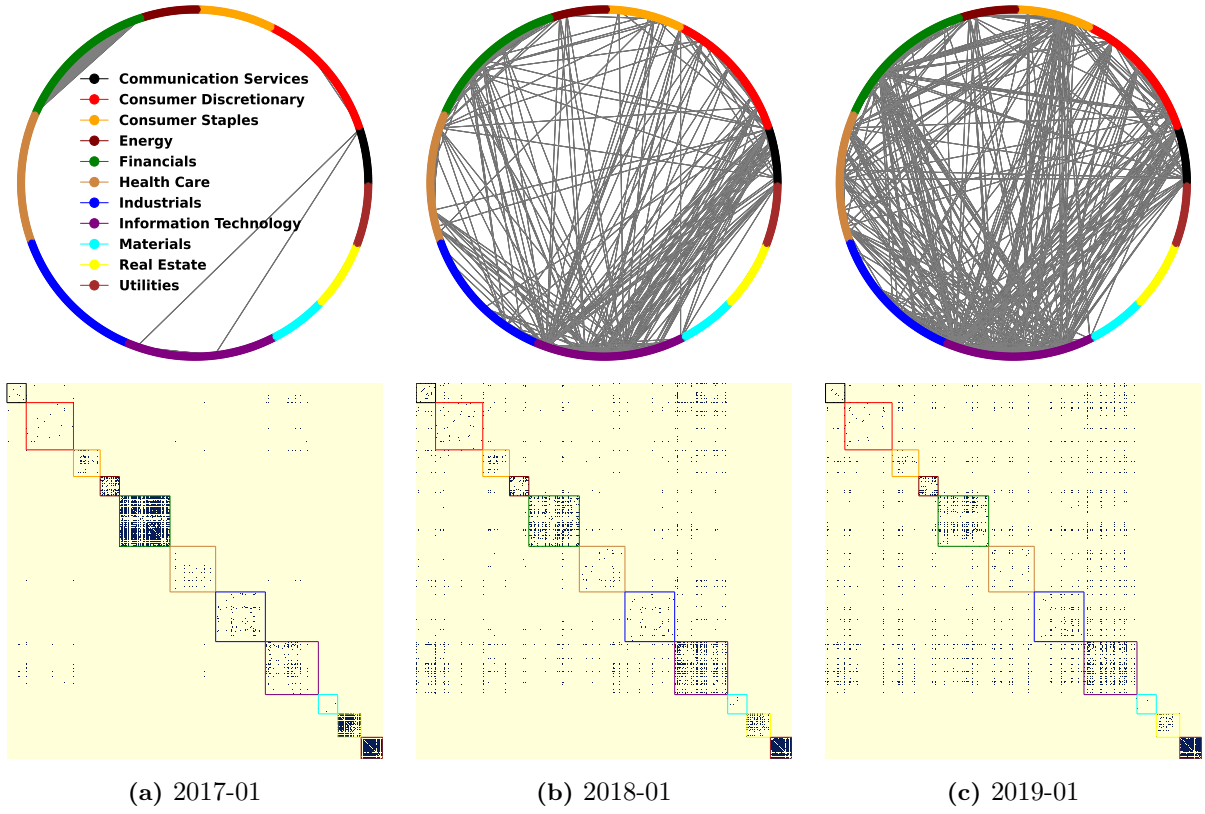 Communication Services
Consumer Discretionary
Consumer Staples
Energy
Financials
Health Care
Industrials
Information Technology
Materials
Real Estate
Utilities
(a) 2017-01
(b) 2018-01
(c) 2019-01